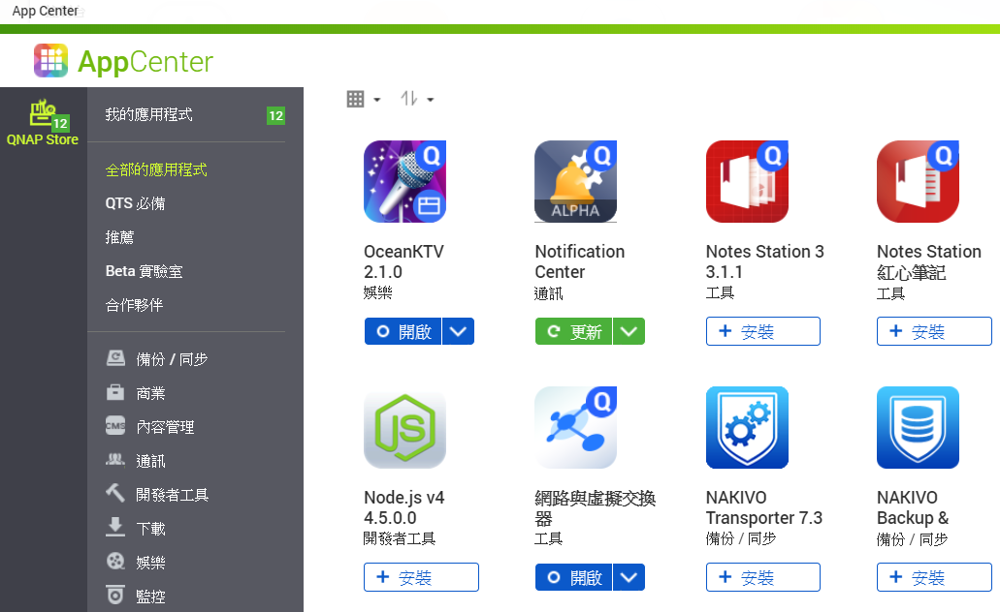 App Center
AppCenter
12
QNAP Store
我的應用程式
12
全部的應用程式
QTS 必備
推薦
Beta 實驗室
合作夥伴
備份 / 同步
商業
CMS
內容管理
通訊
開發者工具
下載
娛樂
監控
Q
OceanKTV
2.1.0
娛樂
開啟
Q
ALPHA
Notification
Center
通訊
更新
Q
Notes Station 3
3.1.1
工具
安裝
Q
Notes Station
紅心筆記
工具
安裝
JS
Node.js v4
4.5.0.0
開發者工具
安裝
Q
網路與虛擬交換
器
工具
開啟
NAKIVO
Transporter 7.3
備份 / 同步
安裝
NAKIVO
Backup &
備份 / 同步
安裝